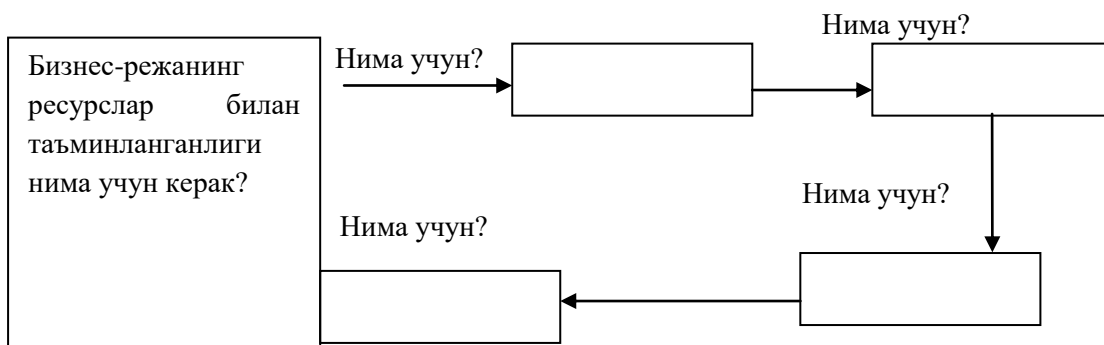 Нима учун?
Бизнес-режанинг
ресурслар билан
таъминланганлиги
нима учун керак?
Нима учун?
Нима учун?
Нима учун?